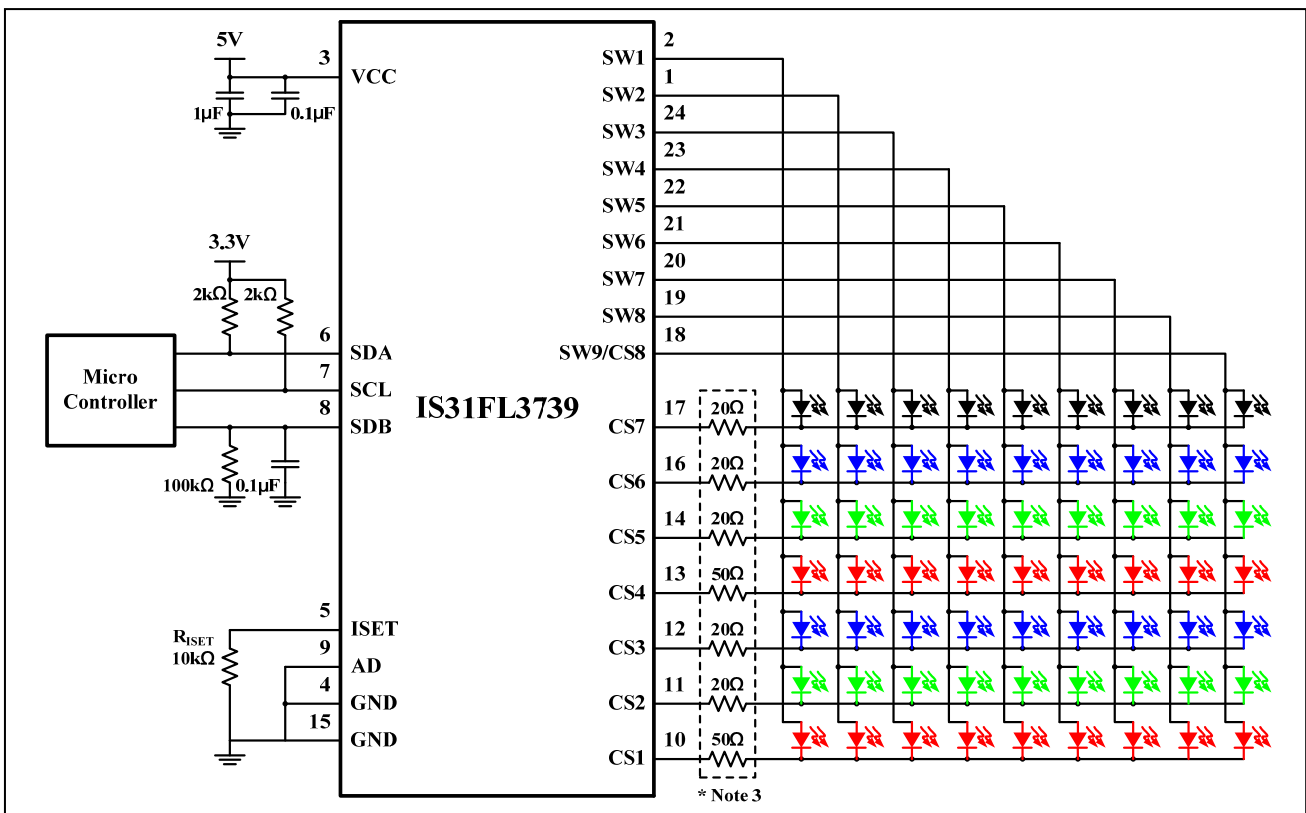 5V
3
VCC
1µF
0.1µF
3.3V
2kΩ
2kΩ
Micro
Controller
6
SDA
7
SCL
8
SDB
100kΩ
0.1µF
R_ISET
10kΩ
5
ISET
9
AD
4
GND
15
GND
IS31FL3739
2
SW1
1
SW2
24
SW3
23
SW4
22
SW5
21
SW6
20
SW7
19
SW8
18
SW9/CS8
CS7
17
20Ω
CS6
16
20Ω
CS5
14
20Ω
CS4
13
50Ω
CS3
12
20Ω
CS2
11
20Ω
CS1
10
50Ω
* Note 3